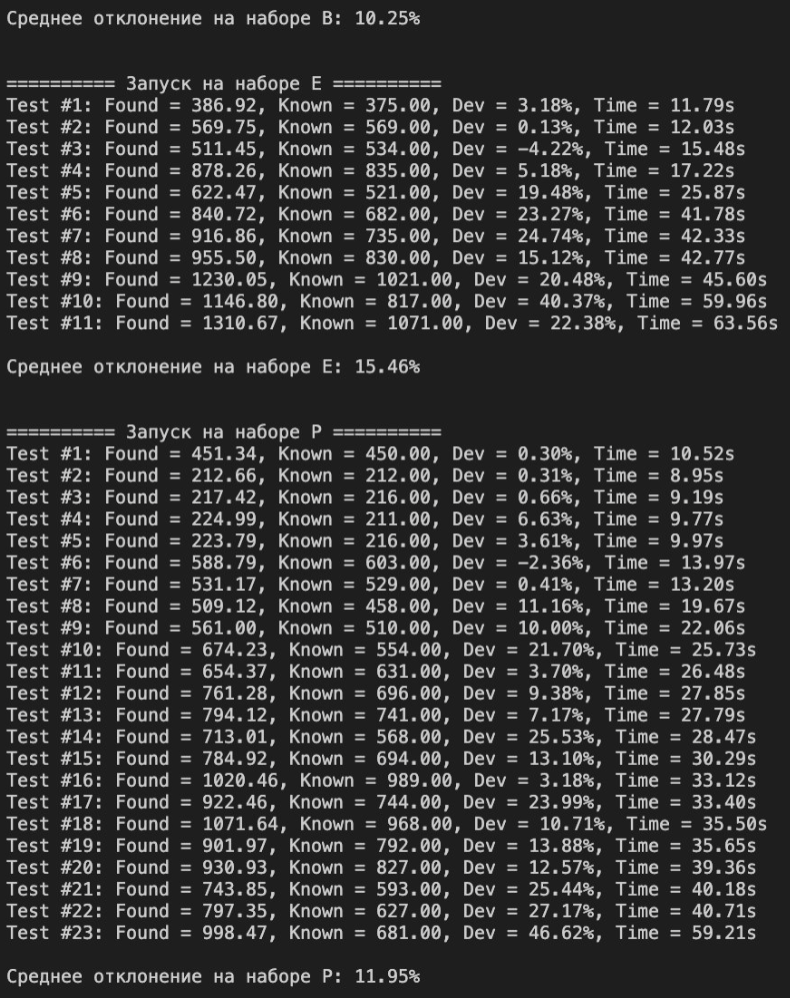 Среднее отклонение на наборе B: 10.25%
========== Запуск на наборе E ==========
Test #1: Found = 386.92, Known = 375.00, Dev = 3.18%, Time = 11.79s
Test #2: Found = 569.75, Known = 569.00, Dev = 0.13%, Time = 12.03s
Test #3: Found = 511.45, Known = 534.00, Dev = -4.22%, Time = 15.48s
Test #4: Found = 878.26, Known = 835.00, Dev = 5.18%, Time = 17.22s
Test #5: Found = 622.47, Known = 521.00, Dev = 19.48%, Time = 25.87s
Test #6: Found = 840.72, Known = 682.00, Dev = 23.27%, Time = 41.78s
Test #7: Found = 916.86, Known = 735.00, Dev = 24.74%, Time = 42.33s
Test #8: Found = 955.50, Known = 830.00, Dev = 15.12%, Time = 42.77s
Test #9: Found = 1230.05, Known = 1021.00, Dev = 20.48%, Time = 45.60s
Test #10: Found = 1146.80, Known = 817.00, Dev = 40.37%, Time = 59.96s
Test #11: Found = 1310.67, Known = 1071.00, Dev = 22.38%, Time = 63.56s
Среднее отклонение на наборе E: 15.46%
========== Запуск на наборе P ==========
Test #1: Found = 451.34, Known = 450.00, Dev = 0.30%, Time = 10.52s
Test #2: Found = 212.66, Known = 212.00, Dev = 0.31%, Time = 8.95s
Test #3: Found = 217.42, Known = 216.00, Dev = 0.66%, Time = 9.19s
Test #4: Found = 224.99, Known = 211.00, Dev = 6.63%, Time = 9.77s
Test #5: Found = 223.79, Known = 216.00, Dev = 3.61%, Time = 9.97s
Test #6: Found = 588.79, Known = 603.00, Dev = -2.36%, Time = 13.97s
Test #7: Found = 531.17, Known = 529.00, Dev = 0.41%, Time = 13.20s
Test #8: Found = 509.12, Known = 458.00, Dev = 11.16%, Time = 19.67s
Test #9: Found = 561.00, Known = 510.00, Dev = 10.00%, Time = 22.06s
Test #10: Found = 674.23, Known = 554.00, Dev = 21.70%, Time = 25.73s
Test #11: Found = 654.37, Known = 631.00, Dev = 3.70%, Time = 26.48s
Test #12: Found = 761.28, Known = 696.00, Dev = 9.38%, Time = 27.85s
Test #13: Found = 794.12, Known = 741.00, Dev = 7.17%, Time = 27.79s
Test #14: Found = 713.01, Known = 568.00, Dev = 25.53%, Time = 28.47s
Test #15: Found = 784.92, Known = 694.00, Dev = 13.10%, Time = 30.29s
Test #16: Found = 1020.46, Known = 989.00, Dev = 3.18%, Time = 33.12s
Test #17: Found = 922.46, Known = 744.00, Dev = 23.99%, Time = 33.40s
Test #18: Found = 1071.64, Known = 968.00, Dev = 10.71%, Time = 35.50s
Test #19: Found = 901.97, Known = 792.00, Dev = 13.88%, Time = 35.65s
Test #20: Found = 930.93, Known = 827.00, Dev = 12.57%, Time = 39.36s
Test #21: Found = 743.85, Known = 593.00, Dev = 25.44%, Time = 40.18s
Test #22: Found = 797.35, Known = 627.00, Dev = 27.17%, Time = 40.71s
Test #23: Found = 998.47, Known = 681.00, Dev = 46.62%, Time = 59.21s
Среднее отклонение на наборе P: 11.95%